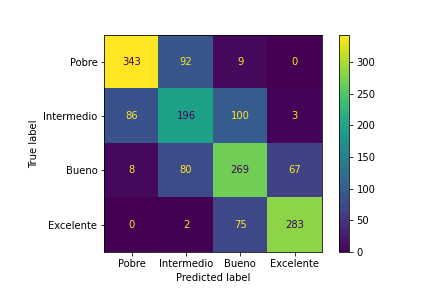 Pobre 343 92 9 0
Intermedio 86 196 100 3
Bueno 8 80 269 67
Excelente 0 2 75 283
Pobre Intermedio Bueno Excelente
Predicted label
True label
300
250
200
150
100
50
0